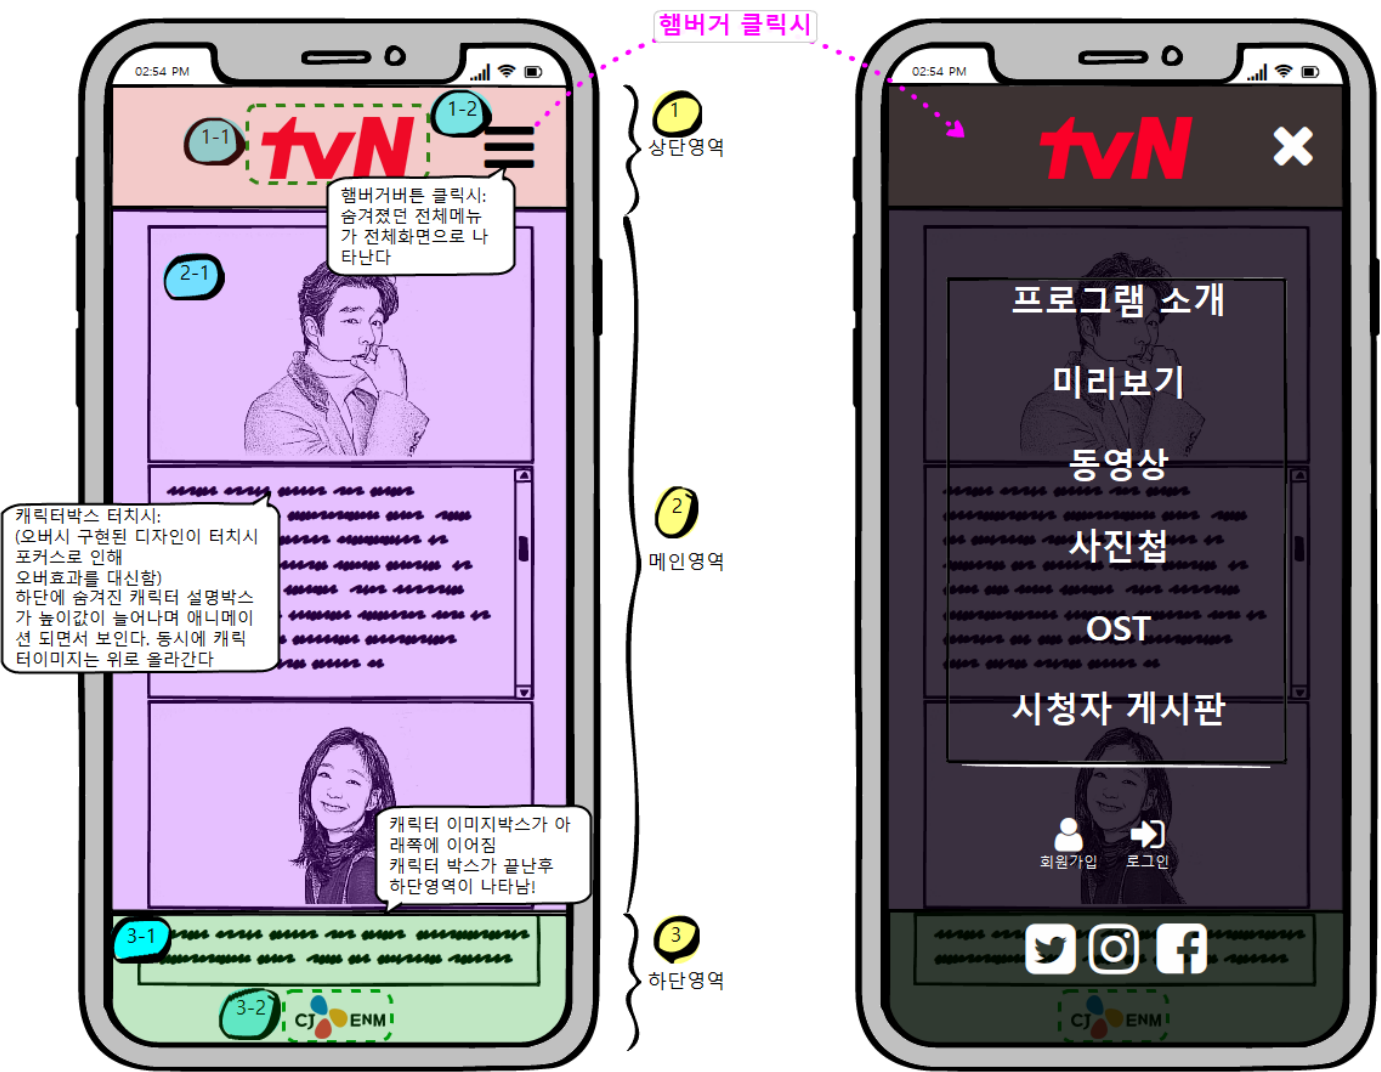 햄버거 클릭시
02:54 PM
1-1
tvN
1-2
햄버거버튼 클릭시:
숨겨졌던 전체메뉴
가 전체화면으로 나
타난다
1
상단영역
2-1
캐릭터박스 터치시:
(오버시 구현된 디자인이 터치시
포커스로 인해
오버효과를 대신함)
하단에 숨겨진 캐릭터 설명박스
가 높이값이 늘어나며 애니메이
션 되면서 보인다. 동시에 캐릭
터이미지는 위로 올라간다
2
메인영역
캐릭터 이미지박스가 아
래쪽에 이어짐
캐릭터 박스가 끝난후
하단영역이 나타남!
3-1
3
하단영역
3-2
CJ ENM
02:54 PM
tvN
프로그램 소개
미리보기
동영상
사진첩
OST
시청자 게시판
회원가입
로그인
CJ ENM